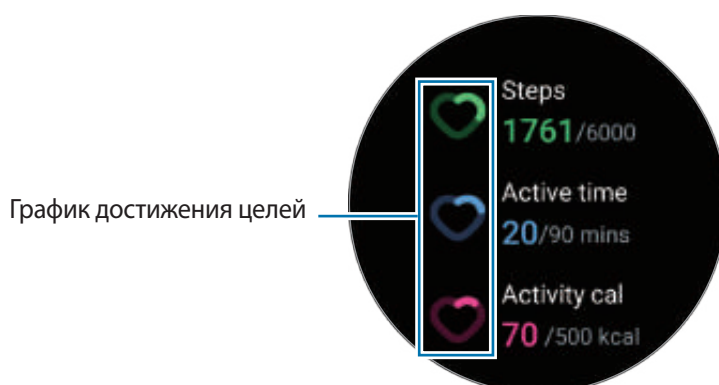 Steps
1761/6000
График достижения целей
Active time
20/90 mins
Activity cal
70 /500 kcal